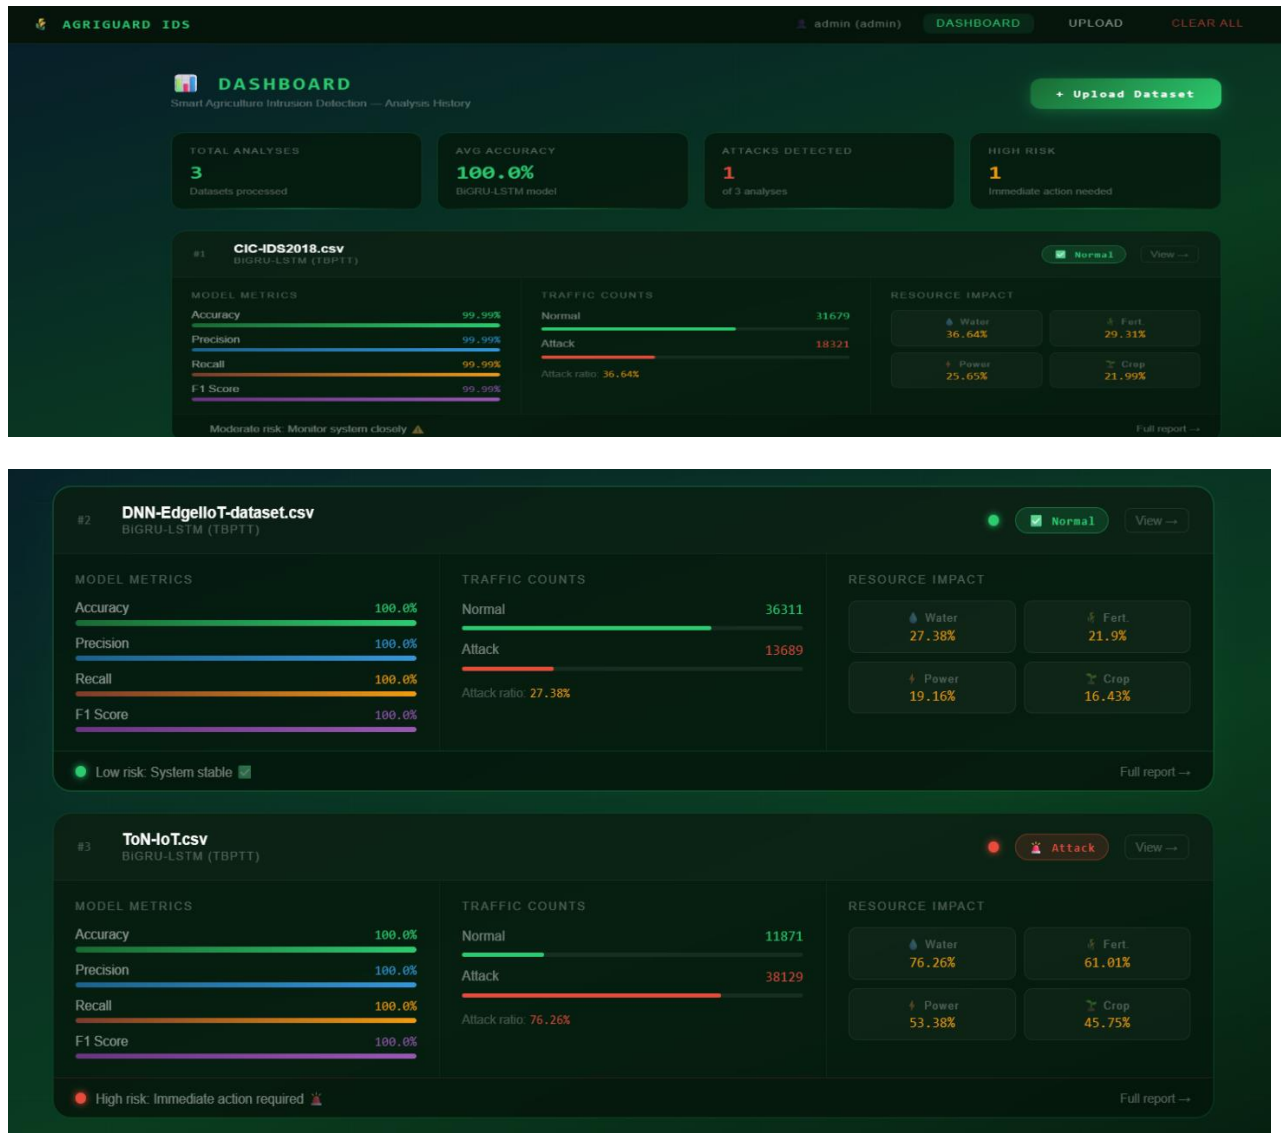 AGRIGUARD IDS
admin (admin) DASHBOARD UPLOAD CLEAR ALL
DASHBOARD
Smart Agriculture Intrusion Detection — Analysis History
+ Upload Dataset
TOTAL ANALYSES
3
Datasets processed
AVG ACCURACY
100.0%
BiGRU-LSTM model
ATTACKS DETECTED
1
of 3 analyses
HIGH RISK
1
Immediate action needed
#1 CIC-IDS2018.csv
BiGRU-LSTM (TBPTT)
Normal View →
MODEL METRICS
Accuracy 99.99%
Precision 99.99%
Recall 99.99%
F1 Score 99.99%
TRAFFIC COUNTS
Normal 31679
Attack 18321
Attack ratio: 36.64%
RESOURCE IMPACT
Water
36.64%
Fert.
29.31%
Power
25.65%
Crop
21.99%
Moderate risk: Monitor system closely
Full report →
#2 DNN-EdgeIIoT-dataset.csv
BiGRU-LSTM (TBPTT)
Normal View →
MODEL METRICS
Accuracy 100.0%
Precision 100.0%
Recall 100.0%
F1 Score 100.0%
TRAFFIC COUNTS
Normal 36311
Attack 13689
Attack ratio: 27.38%
RESOURCE IMPACT
Water
27.38%
Fert.
21.9%
Power
19.16%
Crop
16.43%
Low risk: System stable
Full report →
#3 ToN-IoT.csv
BiGRU-LSTM (TBPTT)
Attack View →
MODEL METRICS
Accuracy 100.0%
Precision 100.0%
Recall 100.0%
F1 Score 100.0%
TRAFFIC COUNTS
Normal 11871
Attack 38129
Attack ratio: 76.26%
RESOURCE IMPACT
Water
76.26%
Fert.
61.01%
Power
53.38%
Crop
45.75%
High risk: Immediate action required
Full report →